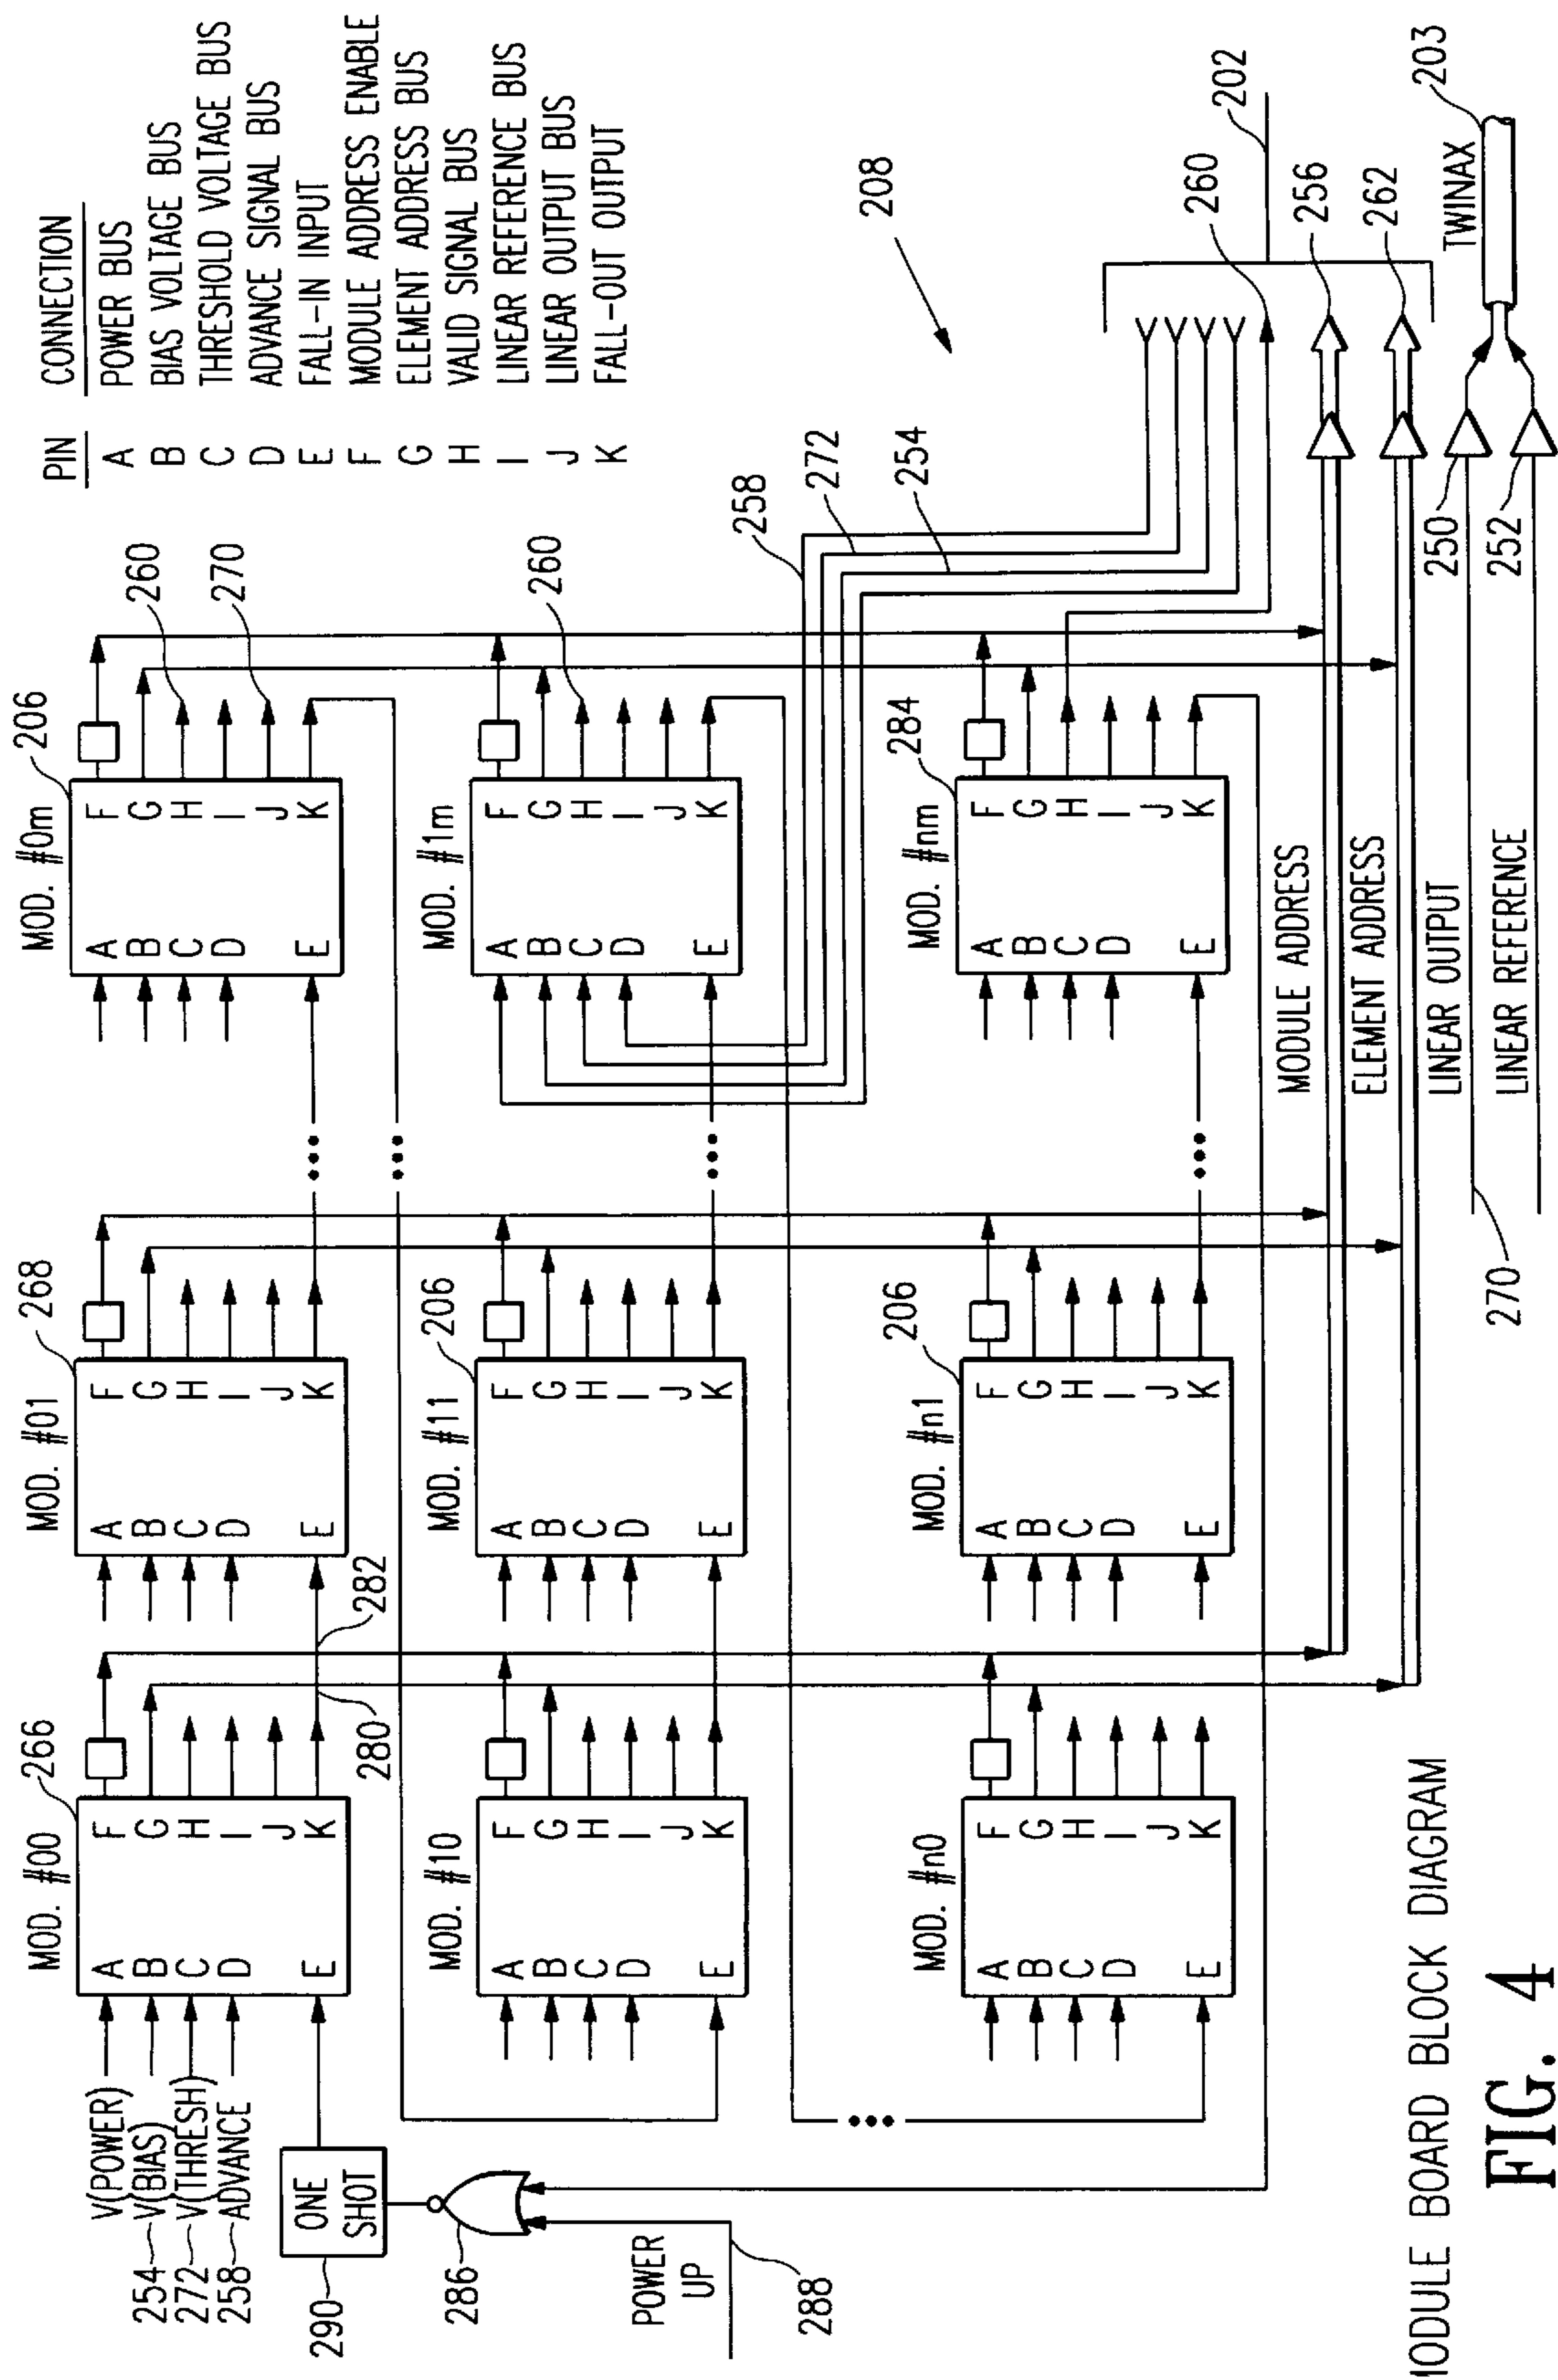 PIN CONNECTION
A POWER BUS
B BIAS VOLTAGE BUS
C THRESHOLD VOLTAGE BUS
D ADVANCE SIGNAL BUS
E FALL-IN INPUT
F MODULE ADDRESS ENABLE
G ELEMENT ADDRESS BUS
H VALID SIGNAL BUS
I LINEAR REFERENCE BUS
J LINEAR OUTPUT BUS
K FALL-OUT OUTPUT
V(POWER)
254 V(BIAS)
272 V(THRESH)
258 ADVANCE
290
ONE
SHOT
286
POWER
UP
288
MOD. #00
266
A
B
C
D
E
F
G
H
I
J
K
280
282
MOD. #01
268
A
B
C
D
E
F
G
H
I
J
K
MOD. #0m
206
A
B
C
D
E
F
G
H
I
J
K
260
270
MOD. #10
A
B
C
D
E
F
G
H
I
J
K
MOD. #11
206
A
B
C
D
E
F
G
H
I
J
K
MOD. #1m
A
B
C
D
E
F
G
H
I
J
K
260
258
272
254
208
MOD. #n0
A
B
C
D
E
F
G
H
I
J
K
MOD. #n1
206
A
B
C
D
E
F
G
H
I
J
K
MOD. #nm
284
A
B
C
D
E
F
G
H
I
J
K
202
260
256
262
MODULE ADDRESS
ELEMENT ADDRESS
LINEAR OUTPUT
LINEAR REFERENCE
270
250
252
TWINAX
203
IODULE BOARD BLOCK DIAGRAM
FIG. 4